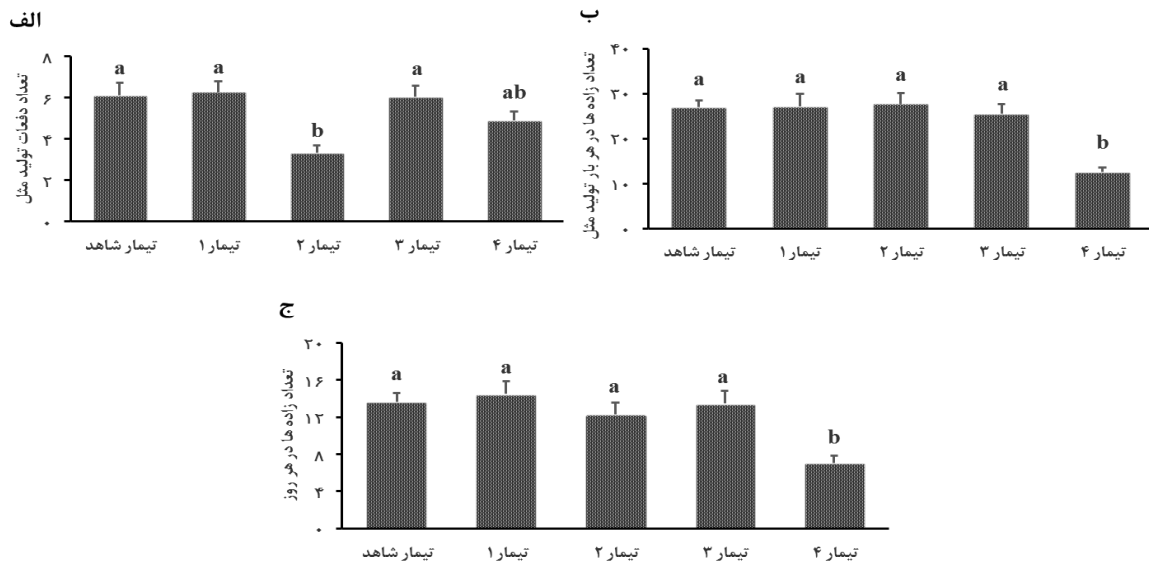 الف
تعداد دفعات تولید مثل
۸
۶
۴
۲
۰
a
a
b
a
ab
تیمار شاهد
تیمار ۱
تیمار ۲
تیمار ۳
تیمار ۴
ب
تعداد زاده ها در هر بار تولید مثل
۴۰
۳۰
۲۰
۱۰
۰
a
a
a
a
b
تیمار شاهد
تیمار ۱
تیمار ۲
تیمار ۳
تیمار ۴
ج
تعداد زاده ها در هر روز
۲۰
۱۶
۱۲
۸
۴
۰
a
a
a
a
b
تیمار شاهد
تیمار ۱
تیمار ۲
تیمار ۳
تیمار ۴